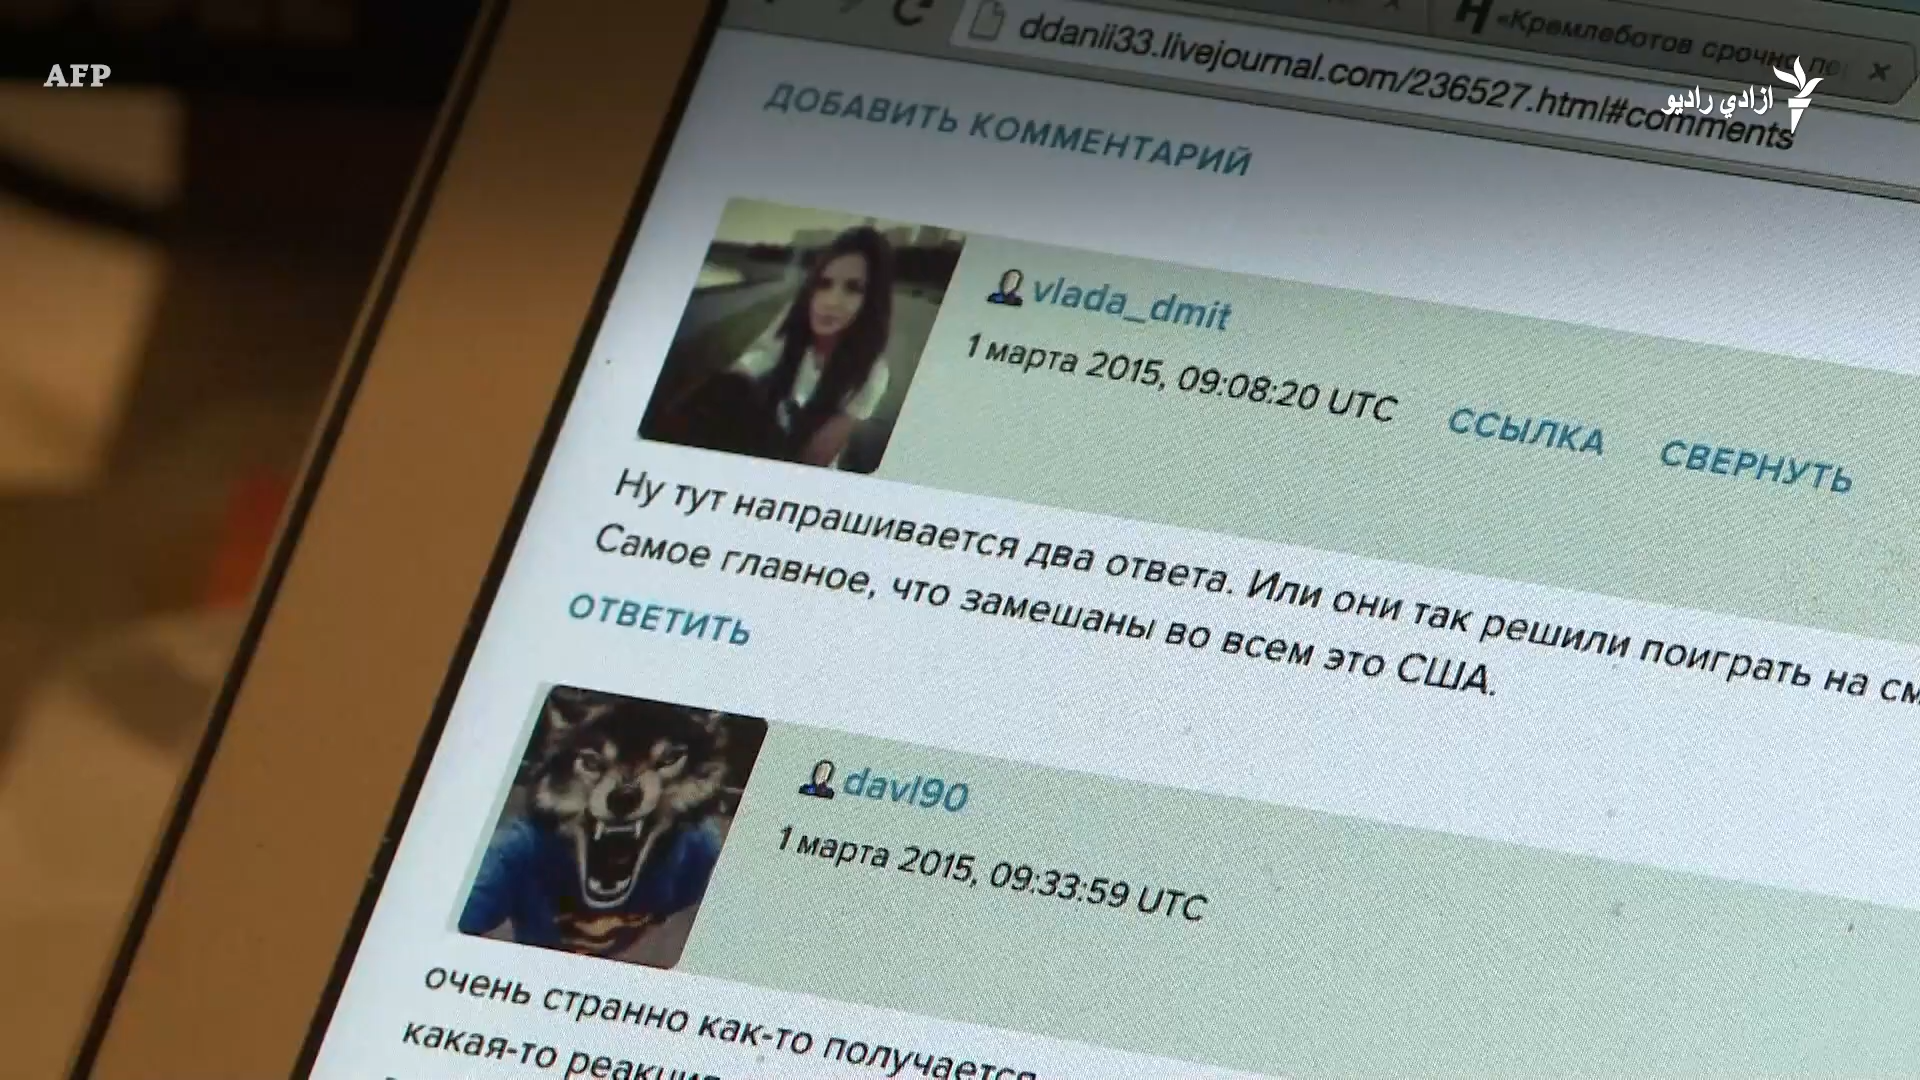 AFP
«Кремлеботов срочно
ddanii33.livejournal.com/236527.html#comments
ازادي راديو
ДОБАВИТЬ КОММЕНТАРИЙ
vlada_dmit
1 марта 2015, 09:08:20 UTC ССЫЛКА СВЕРНУТЬ
Ну тут напрашивается два ответа. Или они так решили поиграть на
Самое главное, что замешаны во всем это США.
ОТВЕТИТЬ
davl90
1 марта 2015, 09:33:59 UTC
очень странно как-то получается
какая-то